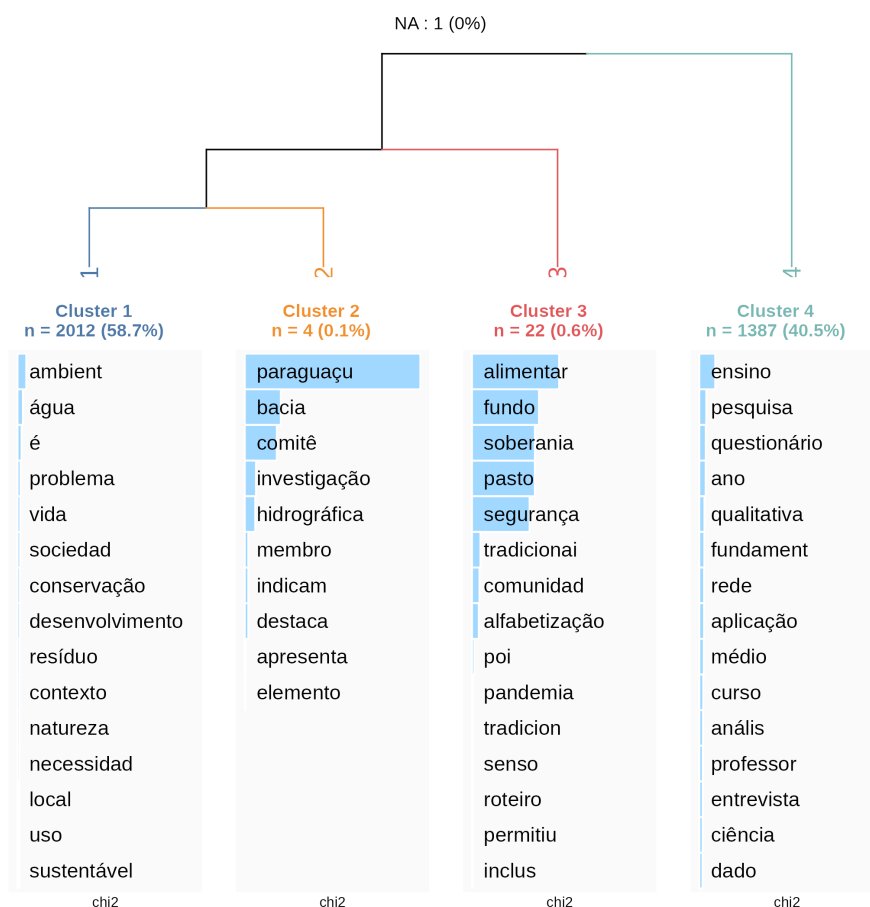 NA : 1 (0%)
1
2
3
4
Cluster 1
n = 2012 (58.7%)
Cluster 2
n = 4 (0.1%)
Cluster 3
n = 22 (0.6%)
Cluster 4
n = 1387 (40.5%)
ambient
água
é
problema
vida
sociedad
conservação
desenvolvimento
resíduo
contexto
natureza
necessidad
local
uso
sustentável
chi2
paraguaçu
bacia
comitê
investigação
hidrográfica
membro
indicam
destaca
apresenta
elemento
chi2
alimentar
fundo
soberania
pasto
segurança
tradicionai
comunidad
alfabetização
poi
pandemia
tradicion
senso
roteiro
permitiu
inclus
chi2
ensino
pesquisa
questionário
ano
qualitativa
fundament
rede
aplicação
médio
curso
anális
professor
entrevista
ciência
dado
chi2